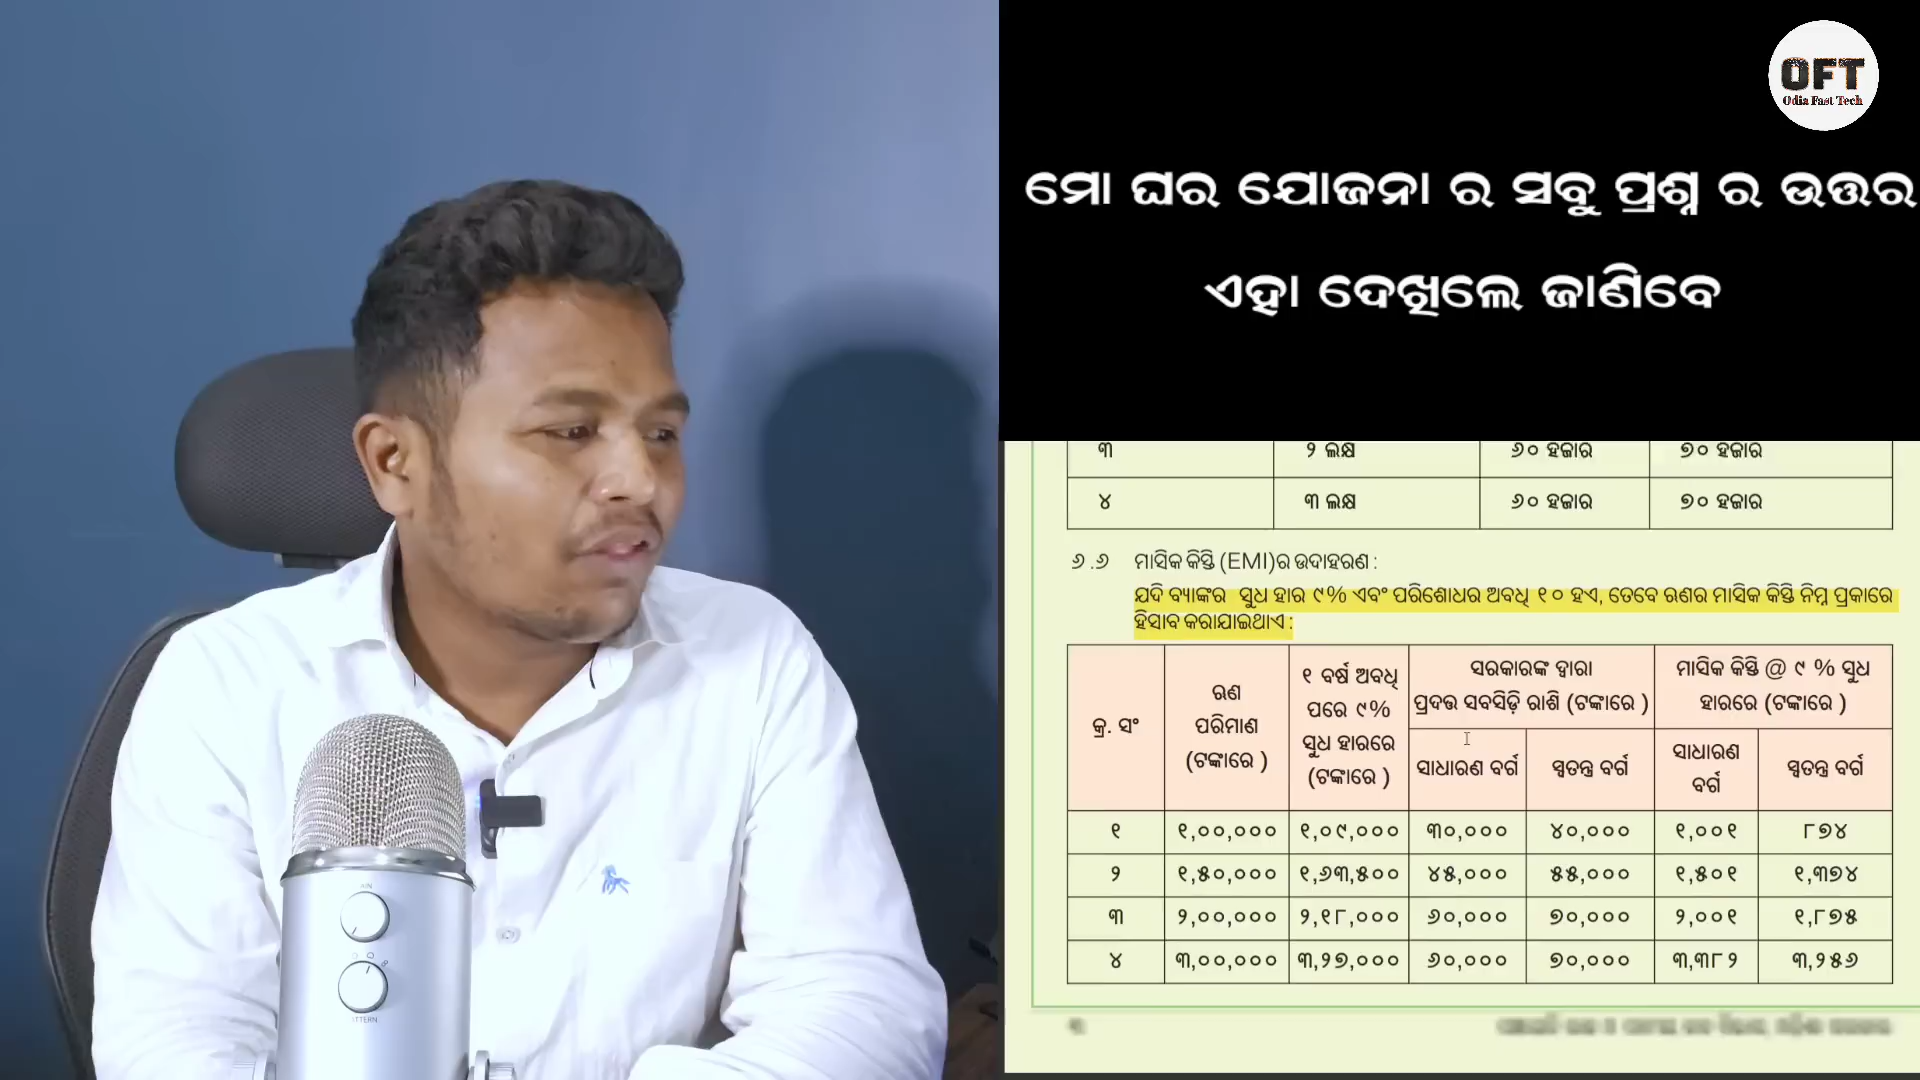 OFT
Odia Fast Tech
ମୋ ଘର ଯୋଜନା ର ସବୁ ପ୍ରଶ୍ନ ର ଉତ୍ତର
ଏହା ଦେଖିଲେ ଜାଣିବେ
୩ ୨ ଲକ୍ଷ ୬୦ ହଜାର ୭୦ ହଜାର
୪ ୩ ଲକ୍ଷ ୬୦ ହଜାର ୭୦ ହଜାର
୬.୬ ମାସିକ କିସ୍ତି (EMI)ର ଉଦାହରଣ :
ଯଦି ବ୍ୟାଙ୍କର ସୁଧ ହାର ୯% ଏବଂ ପରିଶୋଧର ଅବଧି ୧୦ ହଏ, ତେବେ ଋଣର ମାସିକ କିସ୍ତି ନିମ୍ନ ପ୍ରକାରେ
ହିସାବ କରାଯାଇଥାଏ :
କ୍ର. ସଂ
ଋଣ
ପରିମାଣ
(ଟଙ୍କାରେ )
୧ ବର୍ଷ ଅବଧି
ପରେ ୯%
ସୁଧ ହାରରେ
(ଟଙ୍କାରେ )
ସରକାରଙ୍କ ଦ୍ୱାରା
ପ୍ରଦତ୍ତ ସବସିଡ଼ି ରାଶି (ଟଙ୍କାରେ )
ମାସିକ କିସ୍ତି @ ୯ % ସୁଧ
ହାରରେ (ଟଙ୍କାରେ )
ସାଧାରଣ ବର୍ଗ
ସ୍ୱତନ୍ତ୍ର ବର୍ଗ
ସାଧାରଣ
ବର୍ଗ
ସ୍ୱତନ୍ତ୍ର ବର୍ଗ
୧ ୧,୦୦,୦୦୦ ୧,୦୯,୦୦୦ ୩୦,୦୦୦ ୪୦,୦୦୦ ୧,୦୦୧ ୮୭୪
୨ ୧,୫୦,୦୦୦ ୧,୬୩,୫୦୦ ୪୫,୦୦୦ ୫୫,୦୦୦ ୧,୫୦୧ ୧,୩୭୪
୩ ୨,୦୦,୦୦୦ ୨,୧୮,୦୦୦ ୬୦,୦୦୦ ୭୦,୦୦୦ ୨,୦୦୧ ୧,୮୭୫
୪ ୩,୦୦,୦୦୦ ୩,୨୭,୦୦୦ ୬୦,୦୦୦ ୭୦,୦୦୦ ୩,୩୮୨ ୩,୨୫୬